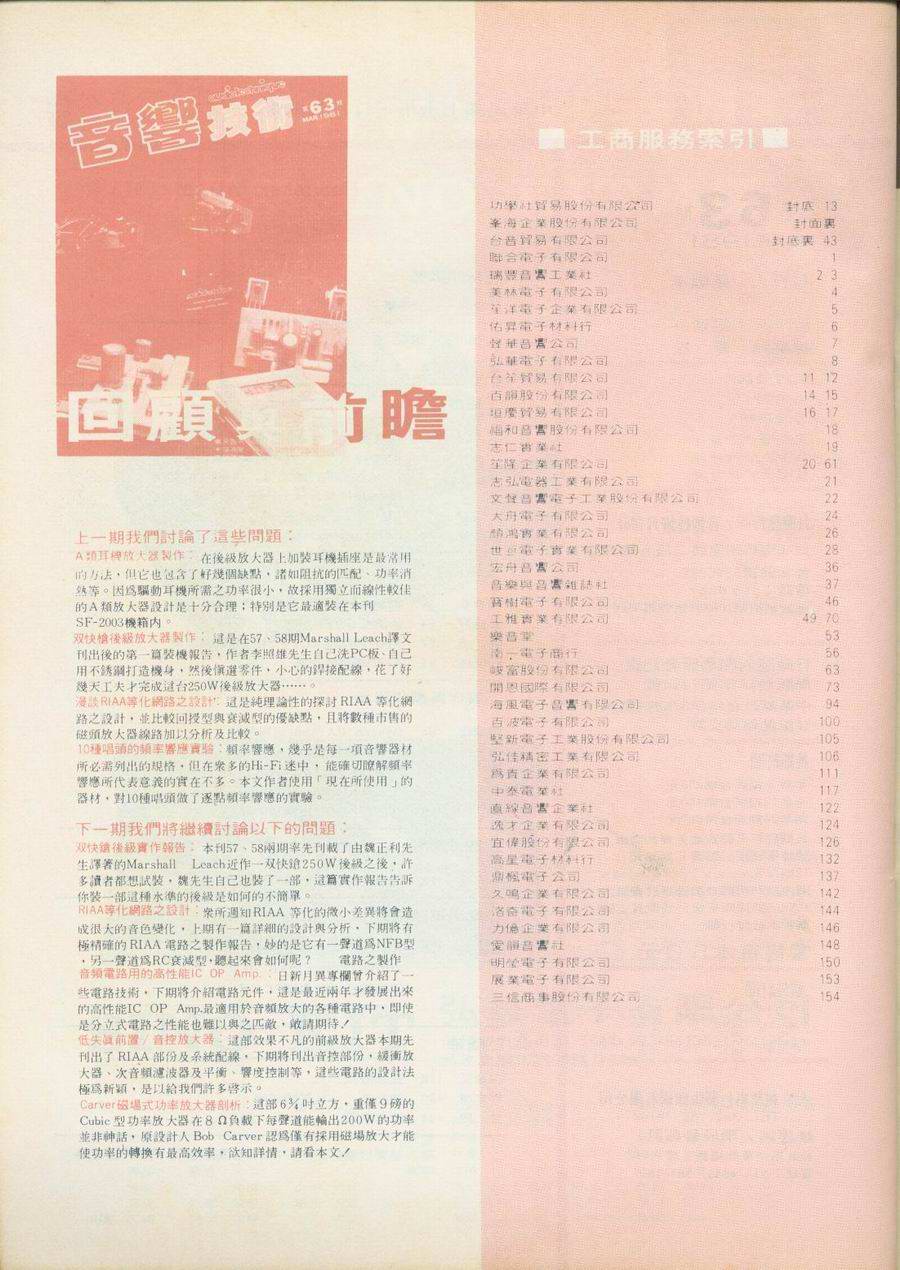 audiotechnique
音響技術
第63期
MAR.1981
回顧與前瞻
上一期我們討論了這些問題：
A類耳機放大器製作：在後級放大器上加裝耳機插座是最常用
的方法，但它也包含了好幾個缺點，諸如阻抗的匹配、功率消
熱等。因爲驅動耳機所需之功率很小，故採用獨立而線性較佳
的A類放大器設計是十分合理；特別是它最適裝在本刊
SF-2003機箱內。
双快槍後級放大器製作：這是在57、58期Marshall Leach譯文
刊出後的第一篇裝機報告，作者李照雄先生自己洗PC板、自己
用不銹鋼打造機身，然後愼選零件，小心的銲接配線，花了好
幾天工夫才完成這台250W後級放大器……。
漫談RIAA等化網路之設計：這是純理論性的探討RIAA 等化網
路之設計，並比較回授型與衰減型的優缺點，且將數種市售的
磁頭放大器線路加以分析及比較。
10種唱頭的頻率響應實驗：頻率響應，幾乎是每一項音響器材
所必需列出的規格，但在衆多的Hi-Fi迷中，能確切瞭解頻率
響應所代表意義的實在不多。本文作者使用「現在所使用」的
器材，對10種唱頭做了逐點頻率響應的實驗。
下一期我們將繼續討論以下的問題：
双快槍後級實作報告：本刊57、58兩期率先刊載了由魏正利先
生譯著的Marshall Leach近作一双快鎗250W後級之後，許
多讀者都想試裝，魏先生自己也裝了一部，這篇實作報告告訴
你裝一部這種水準的後級是如何的不簡單。
RIAA等化網路之設計：衆所週知RIAA 等化的微小差異將會造
成很大的音色變化，上期有一篇詳細的設計與分析，下期將有
極精確的RIAA 電路之製作報告，妙的是它有一聲道爲NFB型
，另一聲道爲RC衰減型，聽起來會如何呢？ 電路之製作
音頻電路用的高性能IC OP Amp.：日新月異專欄曾介紹了一
些電路技術，下期將介紹電路元件，這是最近兩年才發展出來
的高性能IC OP Amp.最適用於音頻放大的各種電路中，即使
是分立式電路之性能也難以與之匹敵，敬請期待！
低失眞前置／音控放大器：這部效果不凡的前級放大器本期先
刊出了RIAA 部份及系統配線，下期將刊出音控部份，緩衝放
大器、次音頻濾波器及平衡、響度控制等，這些電路的設計法
極爲新穎，是以給我們許多啓示。
Carver磁場式功率放大器剖析：這部6¾吋立方，重僅9磅的
Cubic型功率放大器在8Ω負載下每聲道能輸出200W的功率
並非神話，原設計人Bob Carver認爲僅有採用磁場放大才能
使功率的轉換有最高效率，欲知詳情，請看本文！
■ 工商服務索引 ■
功學社貿易股份有限公司 封底 13
峯海企業股份有限公司 封面裏
台音貿易有限公司 封底裏 43
聯合電子有限公司 1
瑞豐音響工業社 2 3
美林電子有限公司 4
笙洋電子企業有限公司 5
佑昇電子材料行 6
聲華音響公司 7
弘華電子有限公司 8
台笙貿易有限公司 11 12
古韻股份有限公司 14 15
垣慶貿易有限公司 16 17
福和音響股份有限公司 18
志仁實業社 19
笙隆企業有限公司 20 61
志弘電器工業有限公司 21
文聲音響電子工業股份有限公司 22
大舟電子有限公司 24
顏鴻實業有限公司 26
世重電子實業有限公司 28
宏舟音響公司 36
音樂與音響雜誌社 37
寶樹電子有限公司 46
工雅實業有限公司 49 70
樂音堂 53
南一電子商行 56
峻富股份有限公司 63
開恩國際有限公司 73
海風電子音響有限公司 94
百波電子有限公司 100
堅新電子工業股份有限公司 105
弘佳精密工業有限公司 106
爲貴企業有限公司 111
中泰電業社 117
直線音響企業社 122
逸才企業有限公司 124
宜偉股份有限公司 126
高星電子材料行 132
鼎楓電子公司 137
久鳴企業有限公司 142
洛奇電子有限公司 144
力億企業有限公司 146
愛韻音響社 148
明瑩電子有限公司 150
展業電子有限公司 153
三信商事股份有限公司 154